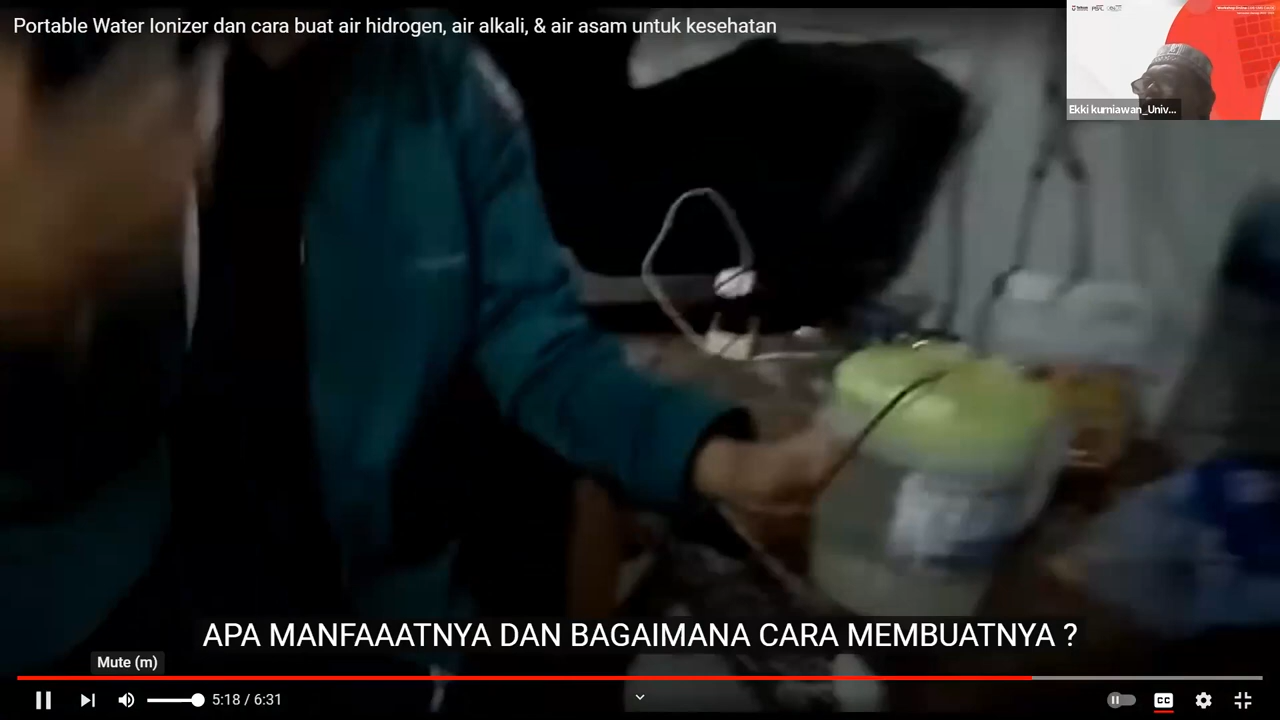 Portable Water Ionizer dan cara buat air hidrogen, air alkali, & air asam untuk kesehatan
Ekki kurniawan_Univ...
APA MANFAAATNYA DAN BAGAIMANA CARA MEMBUATNYA ?
Mute (m)
5:18 / 6:31
CC